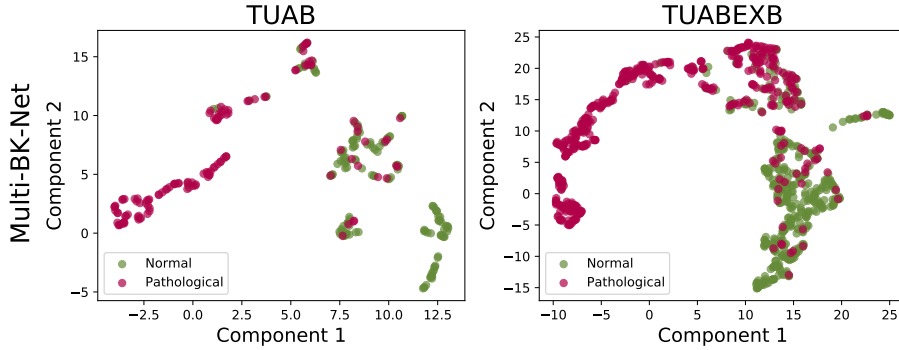 TUAB
TUABEXB
Multi-BK-Net
Component 2
15
10
5
0
−5
Normal
Pathological
−2.5
0.0
2.5
5.0
7.5
10.0
12.5
Component 1
Component 2
25
20
15
10
5
0
−5
−10
−15
Normal
Pathological
−10
−5
0
5
10
15
20
25
Component 1